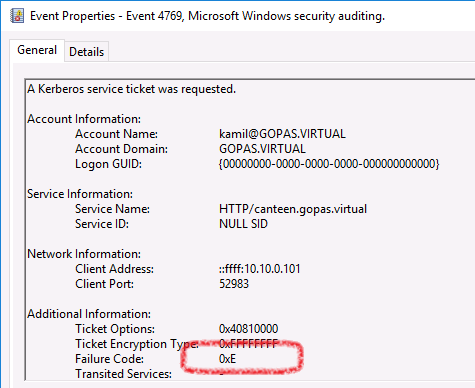 Event Properties - Event 4769, Microsoft Windows security auditing.
General Details
A Kerberos service ticket was requested.
Account Information:
Account Name: kamil@GOPAS.VIRTUAL
Account Domain: GOPAS.VIRTUAL
Logon GUID: {00000000-0000-0000-0000-000000000000}
Service Information:
Service Name: HTTP/canteen.gopas.virtual
Service ID: NULL SID
Network Information:
Client Address: ::ffff:10.10.0.101
Client Port: 52983
Additional Information:
Ticket Options: 0x40810000
Ticket Encryption Type: 0xFFFFFFFF
Failure Code: 0xE
Transited Services: -